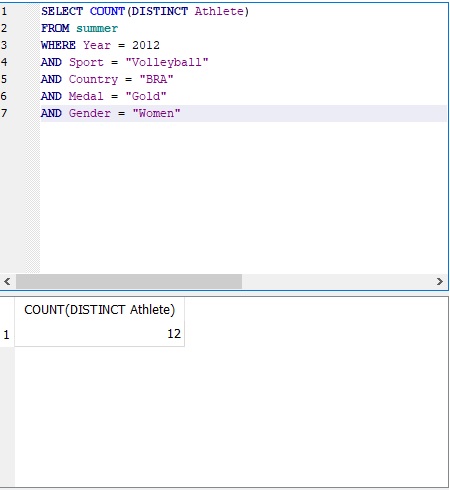 1 SELECT COUNT(DISTINCT Athlete)
2 FROM summer
3 WHERE Year = 2012
4 AND Sport = "Volleyball"
5 AND Country = "BRA"
6 AND Medal = "Gold"
7 AND Gender = "Women"
COUNT(DISTINCT Athlete)
1 12